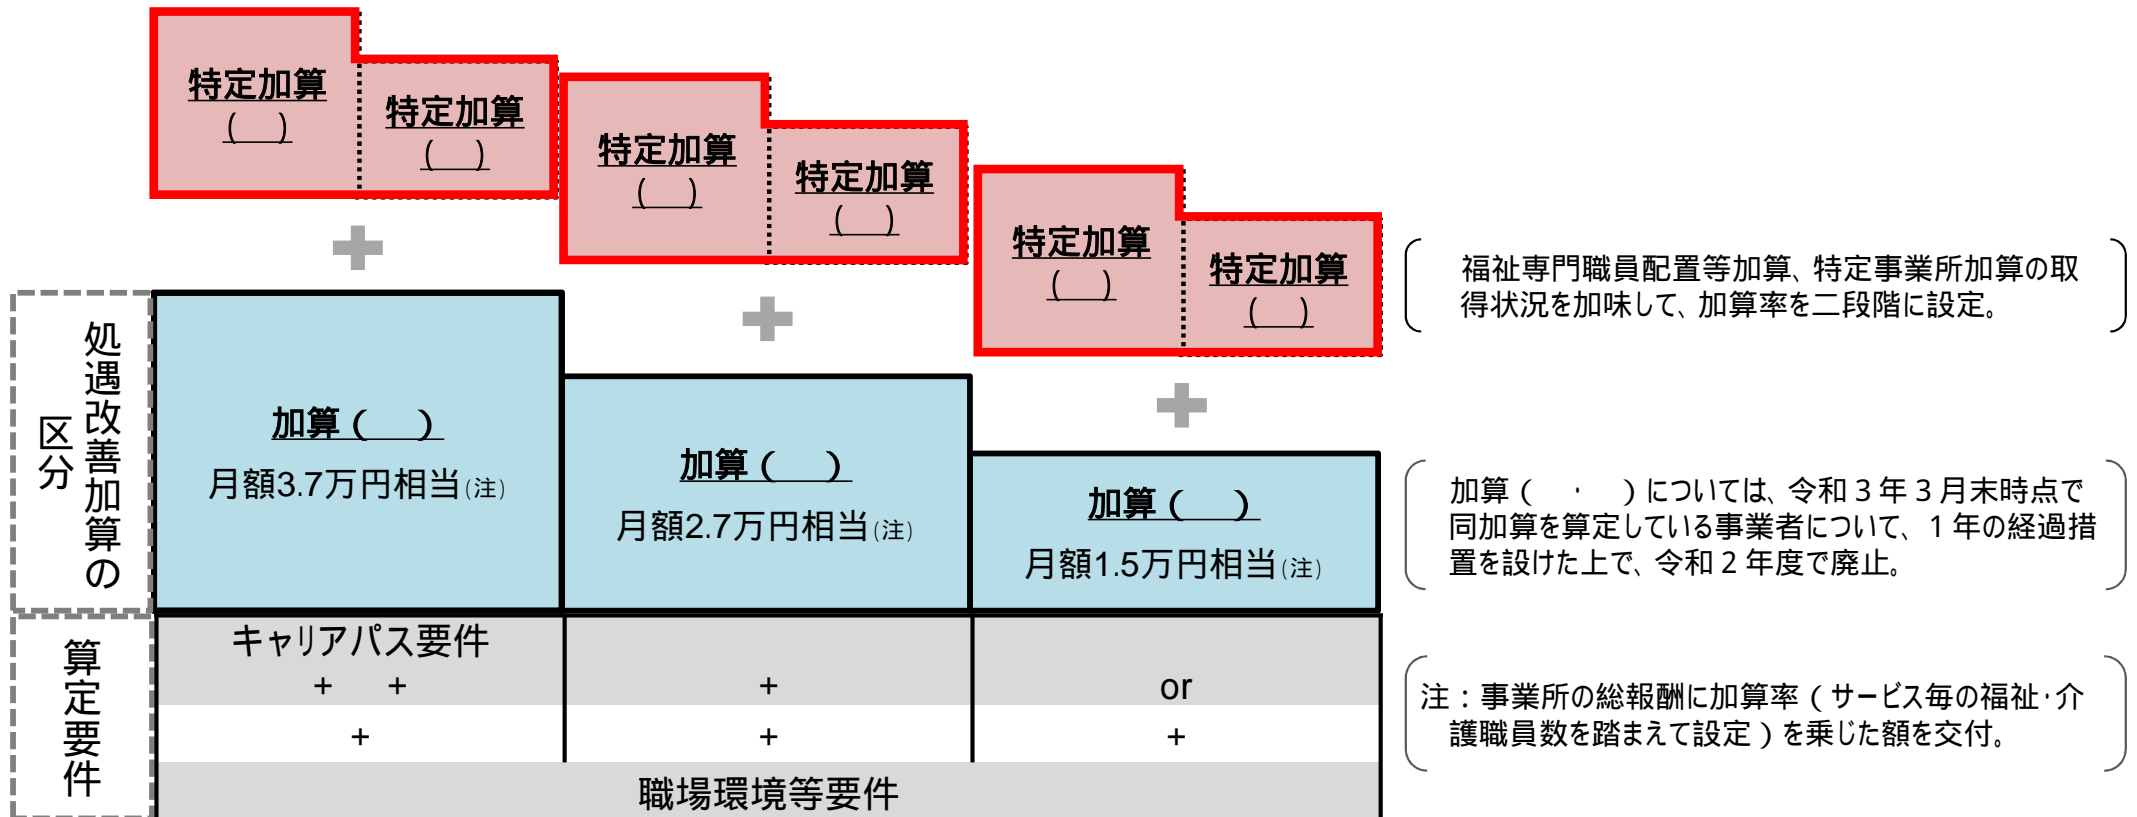 特定加算
(　)
特定加算
(　)
特定加算
(　)
特定加算
(　)
特定加算
(　)
特定加算
(　)
福祉専門職員配置等加算、特定事業所加算の取
得状況を加味して、加算率を二段階に設定。
処遇改善加算の
区分
加算（　）
月額3.7万円相当(注)
加算（　）
月額2.7万円相当(注)
加算（　）
月額1.5万円相当(注)
加算（　・　）については、令和３年３月末時点で
同加算を算定している事業者について、１年の経過措
置を設けた上で、令和２年度で廃止。
算定要件
キャリアパス要件
+　+
+
or
+
+
+
職場環境等要件
注：事業所の総報酬に加算率（サービス毎の福祉・介
護職員数を踏まえて設定）を乗じた額を交付。